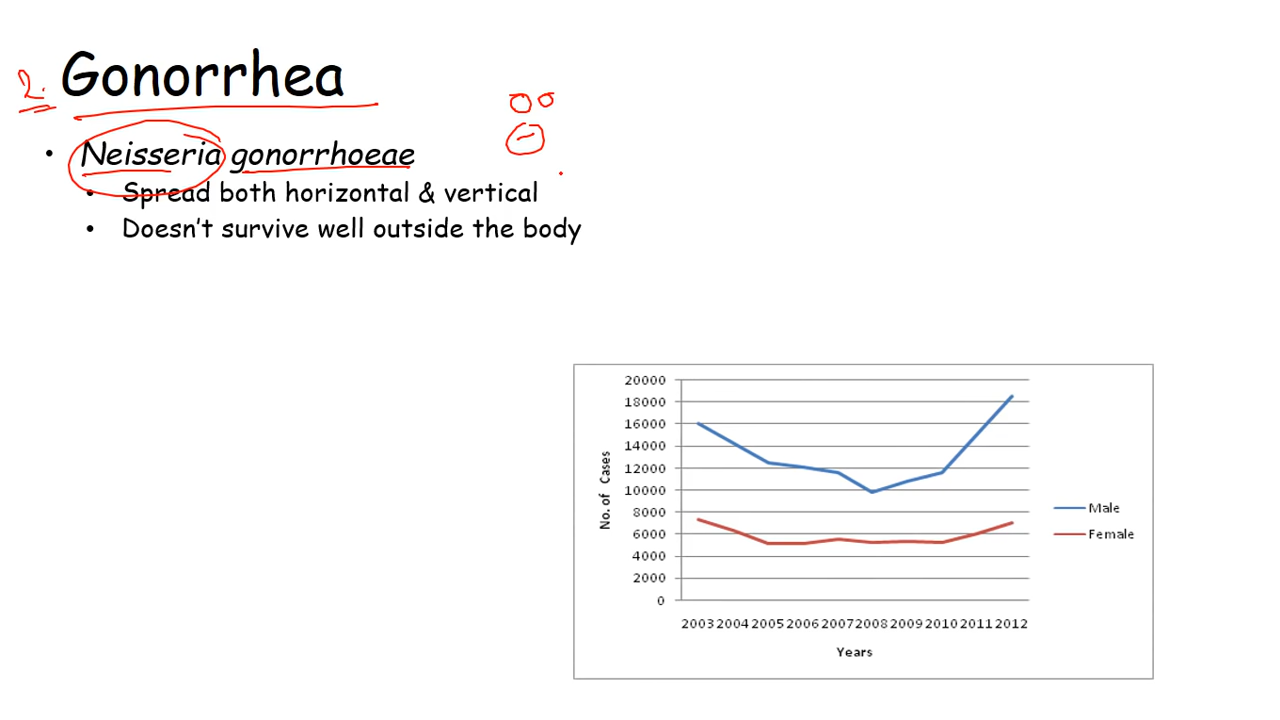 2. Gonorrhea
• Neisseria gonorrhoeae
• Spread both horizontal & vertical
• Doesn't survive well outside the body
20000
18000
16000
14000
12000
10000
8000
6000
4000
2000
0
No. of Cases
Male
Female
2003 2004 2005 2006 2007 2008 2009 2010 2011 2012
Years